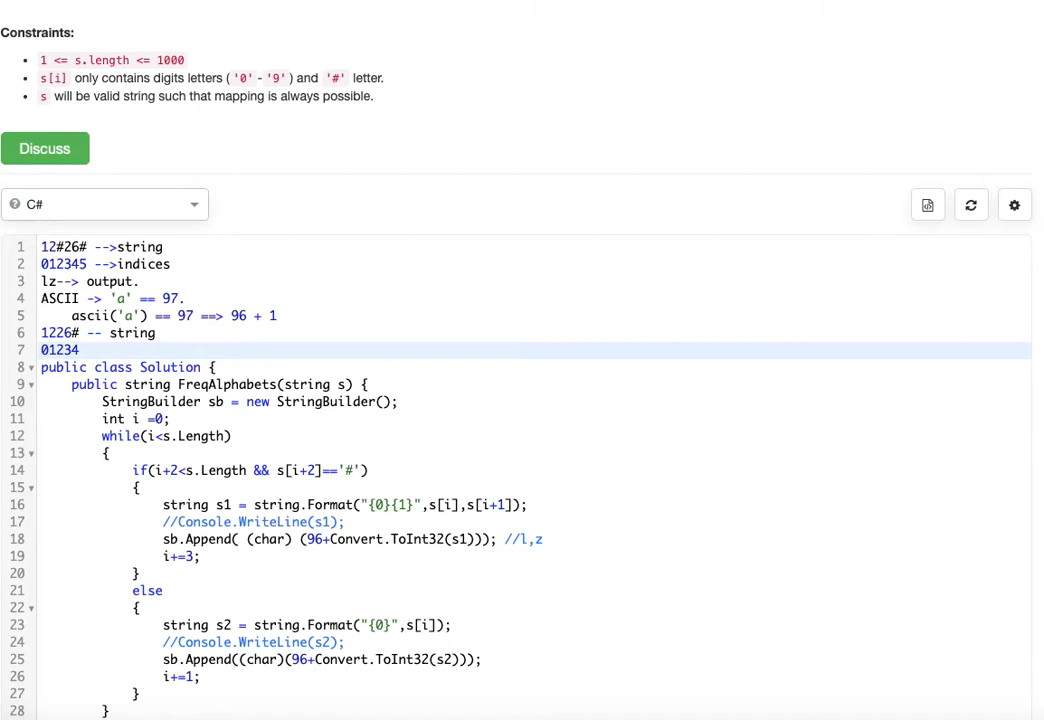 Constraints:
1 <= s.length <= 1000
s[i] only contains digits letters ('0'-'9') and '#' letter.
s will be valid string such that mapping is always possible.
Discuss
C#
1 12#26# -->string
2 012345 -->indices
3 lz--> output.
4 ASCII -> 'a' == 97.
5 ascii('a') == 97 ==> 96 + 1
6 1226# -- string
7 01234
8 public class Solution {
9 public string FreqAlphabets(string s) {
10 StringBuilder sb = new StringBuilder();
11 int i =0;
12 while(i<s.Length)
13 {
14 if(i+2<s.Length && s[i+2]=='#')
15 {
16 string s1 = string.Format("{0}{1}",s[i],s[i+1]);
17 //Console.WriteLine(s1);
18 sb.Append( (char) (96+Convert.ToInt32(s1))); //l,z
19 i+=3;
20 }
21 else
22 {
23 string s2 = string.Format("{0}",s[i]);
24 //Console.WriteLine(s2);
25 sb.Append((char)(96+Convert.ToInt32(s2)));
26 i+=1;
27 }
28 }